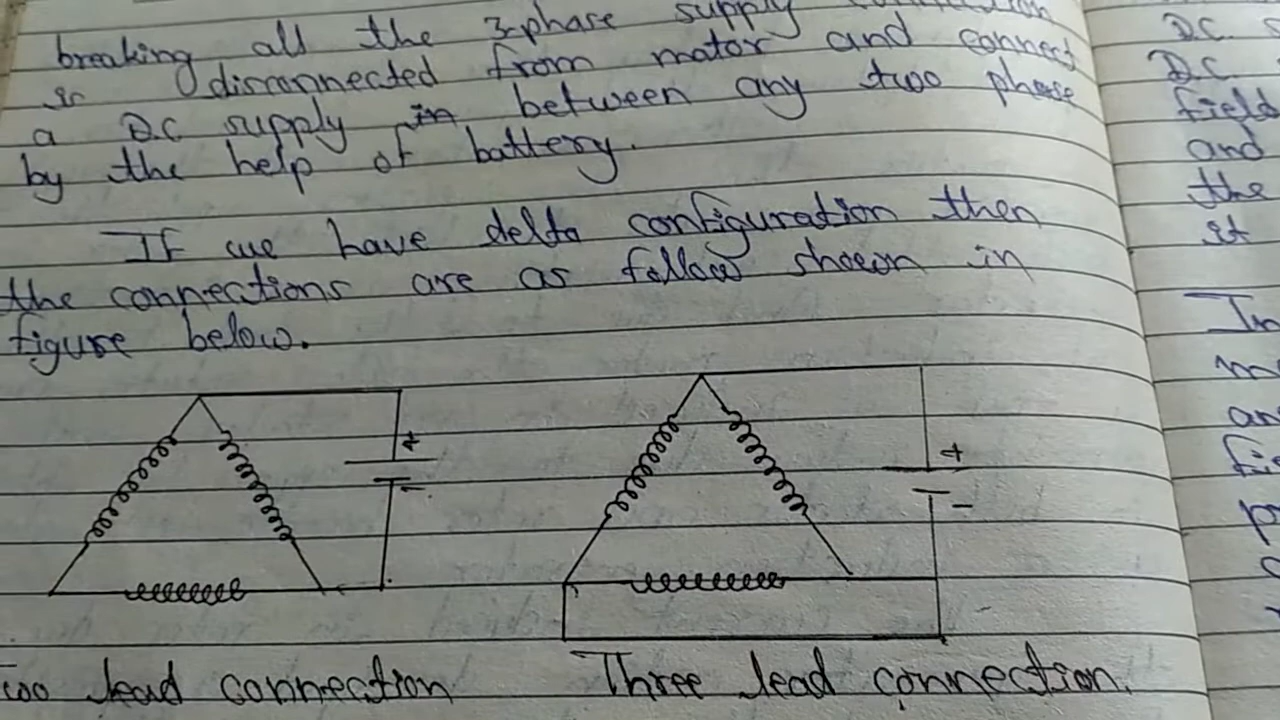 breaking all the 3-phase supply connection
is disconnected from motor and connect
a D.C supply in between any two phase
by the help of battery.
If we have delta configuration then
the connections are as follow shown in
figure below.
+
-
+
-
lead connection
Three lead connection.
D.C.
D.C.
field
and
the
it
In